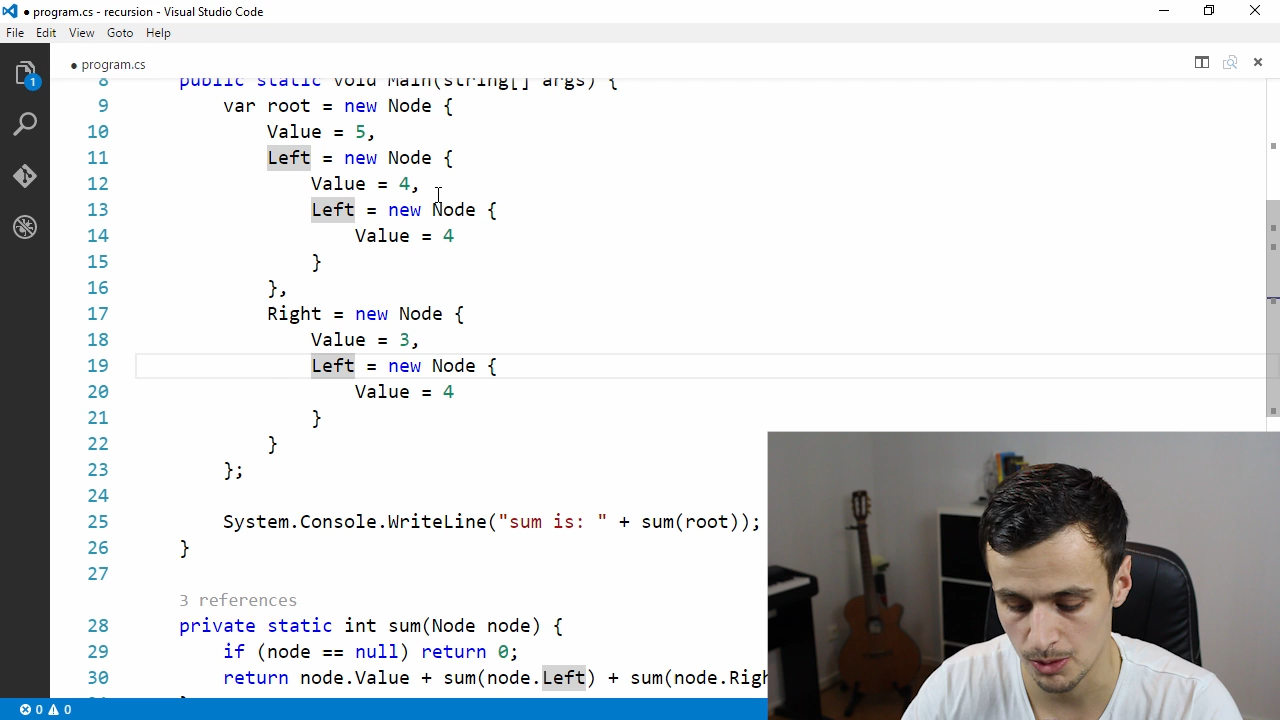 ● program.cs - recursion - Visual Studio Code
File Edit View Goto Help
1
● program.cs
8 public static void Main(string[] args) {
9 var root = new Node {
10 Value = 5,
11 Left = new Node {
12 Value = 4,
13 Left = new Node {
14 Value = 4
15 }
16 },
17 Right = new Node {
18 Value = 3,
19 Left = new Node {
20 Value = 4
21 }
22 }
23 };
24
25 System.Console.WriteLine("sum is: " + sum(root));
26 }
27
3 references
28 private static int sum(Node node) {
29 if (node == null) return 0;
30 return node.Value + sum(node.Left) + sum(node.Righ
0 0